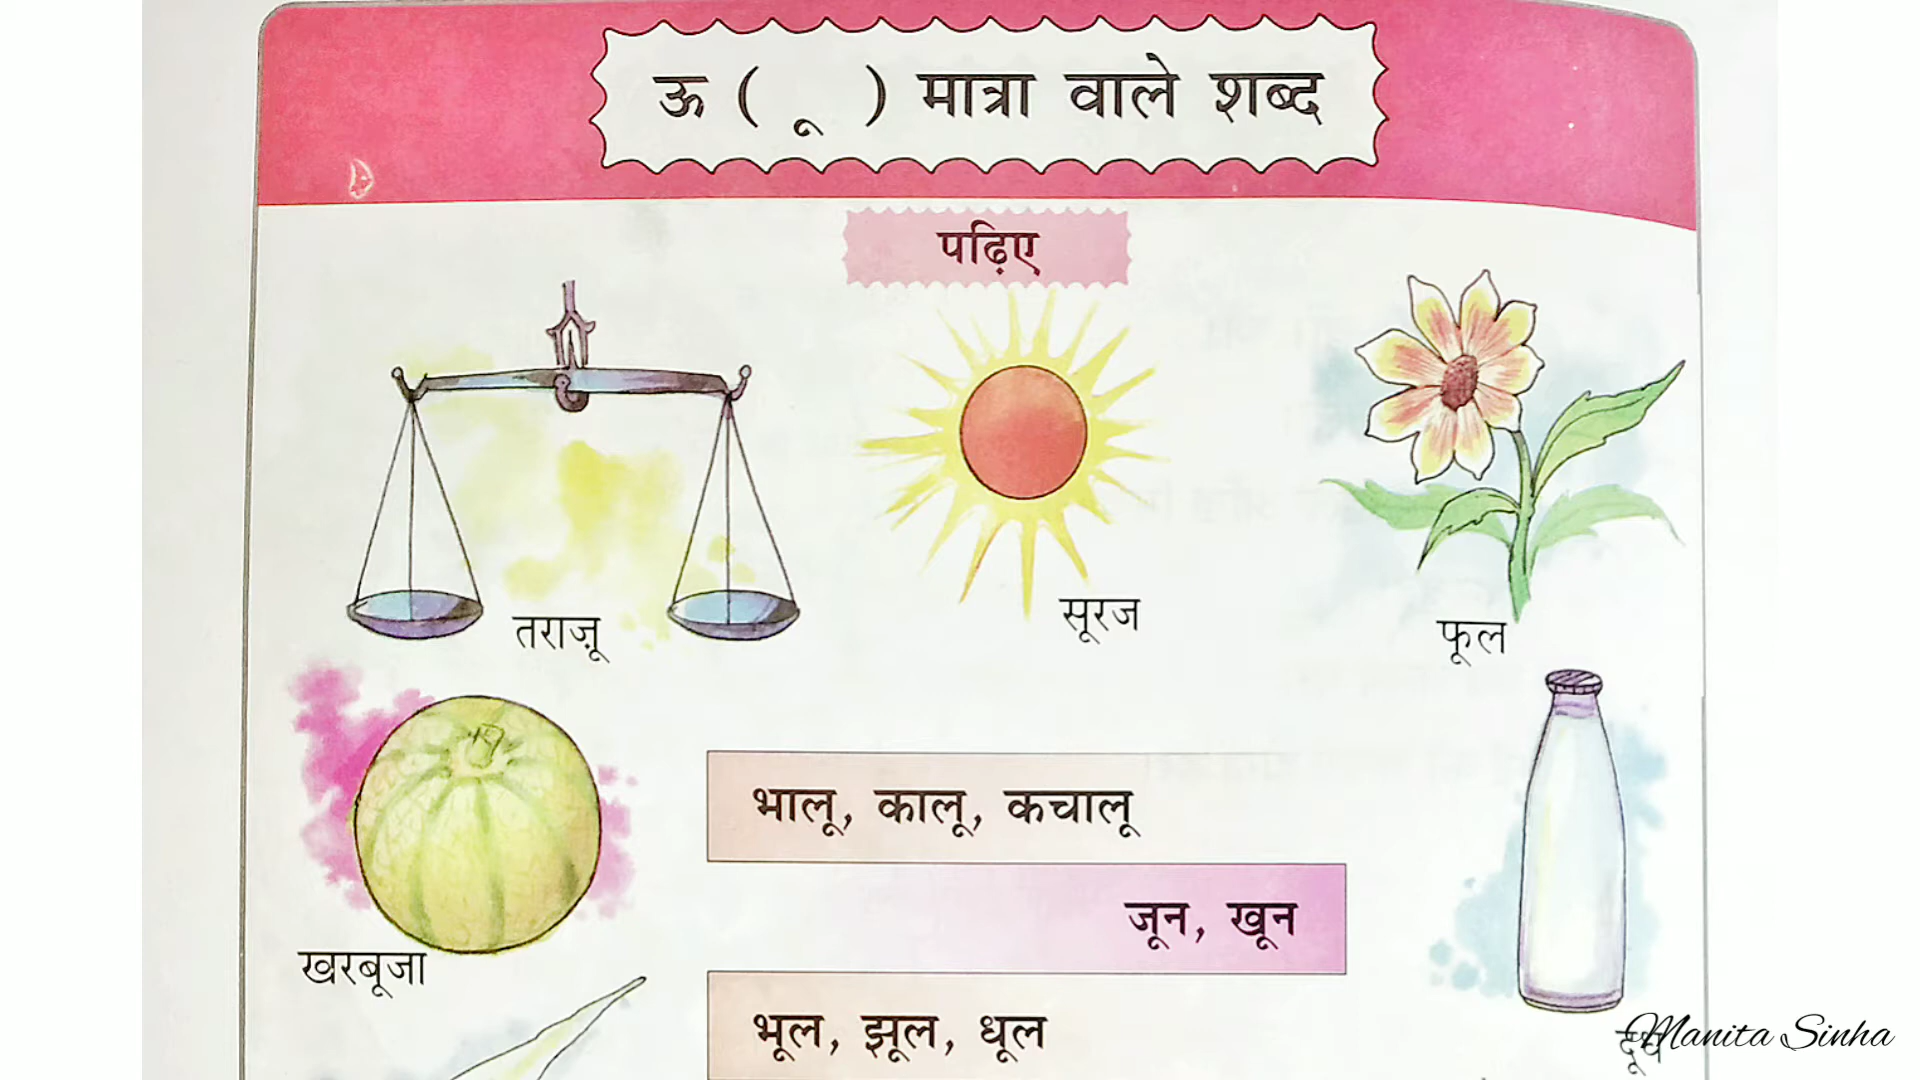 ऊ ( ू ) मात्रा वाले शब्द
पढ़िए
तराज़ू
सूरज
फूल
खरबूजा
भालू, कालू, कचालू
जून, खून
भूल, झूल, धूल
दूध
Manita Sinha